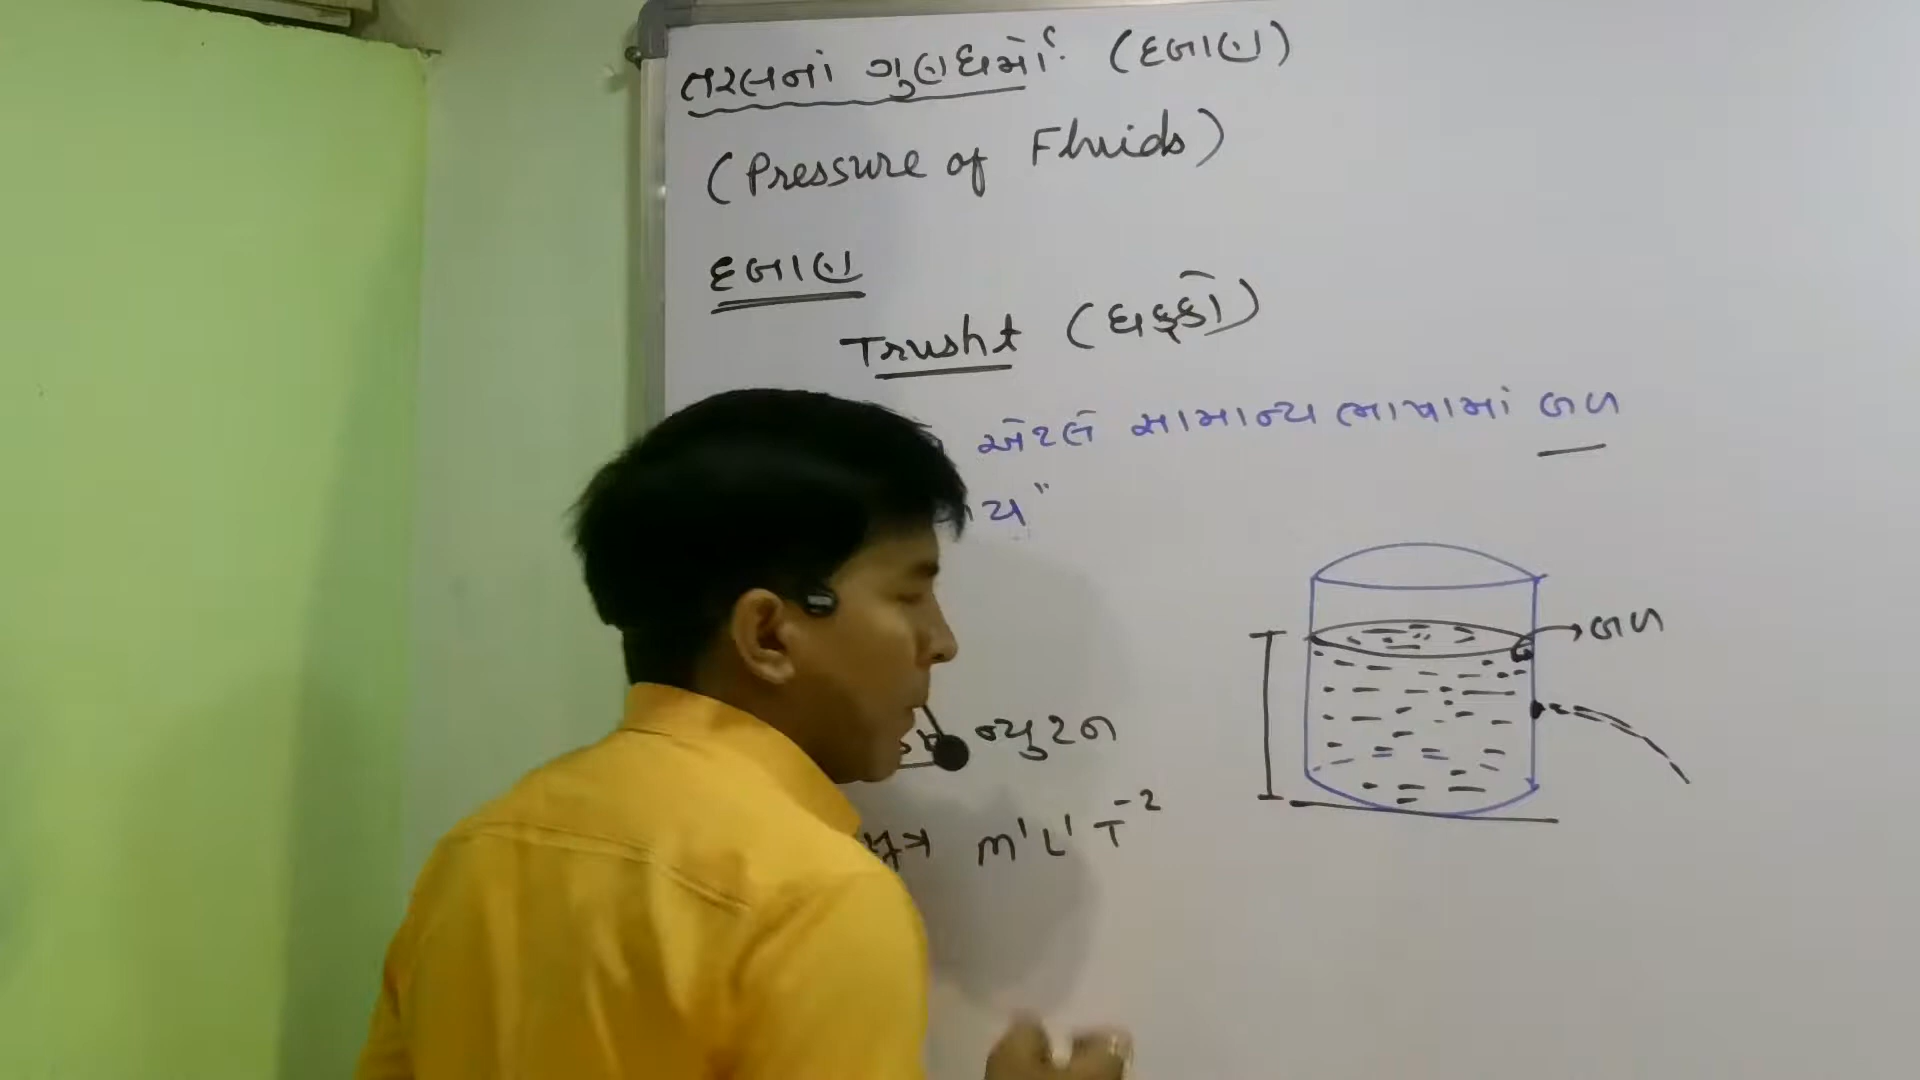 તરલનાં ગુણધર્મો: (દબાણ)
(Pressure of Fluids)
દબાણ
Trusht (ધક્કો)
એટલે સામાન્ય ભાષામાં બળ
ય"
→બળ
ન્યુટન
M¹L¹T⁻²